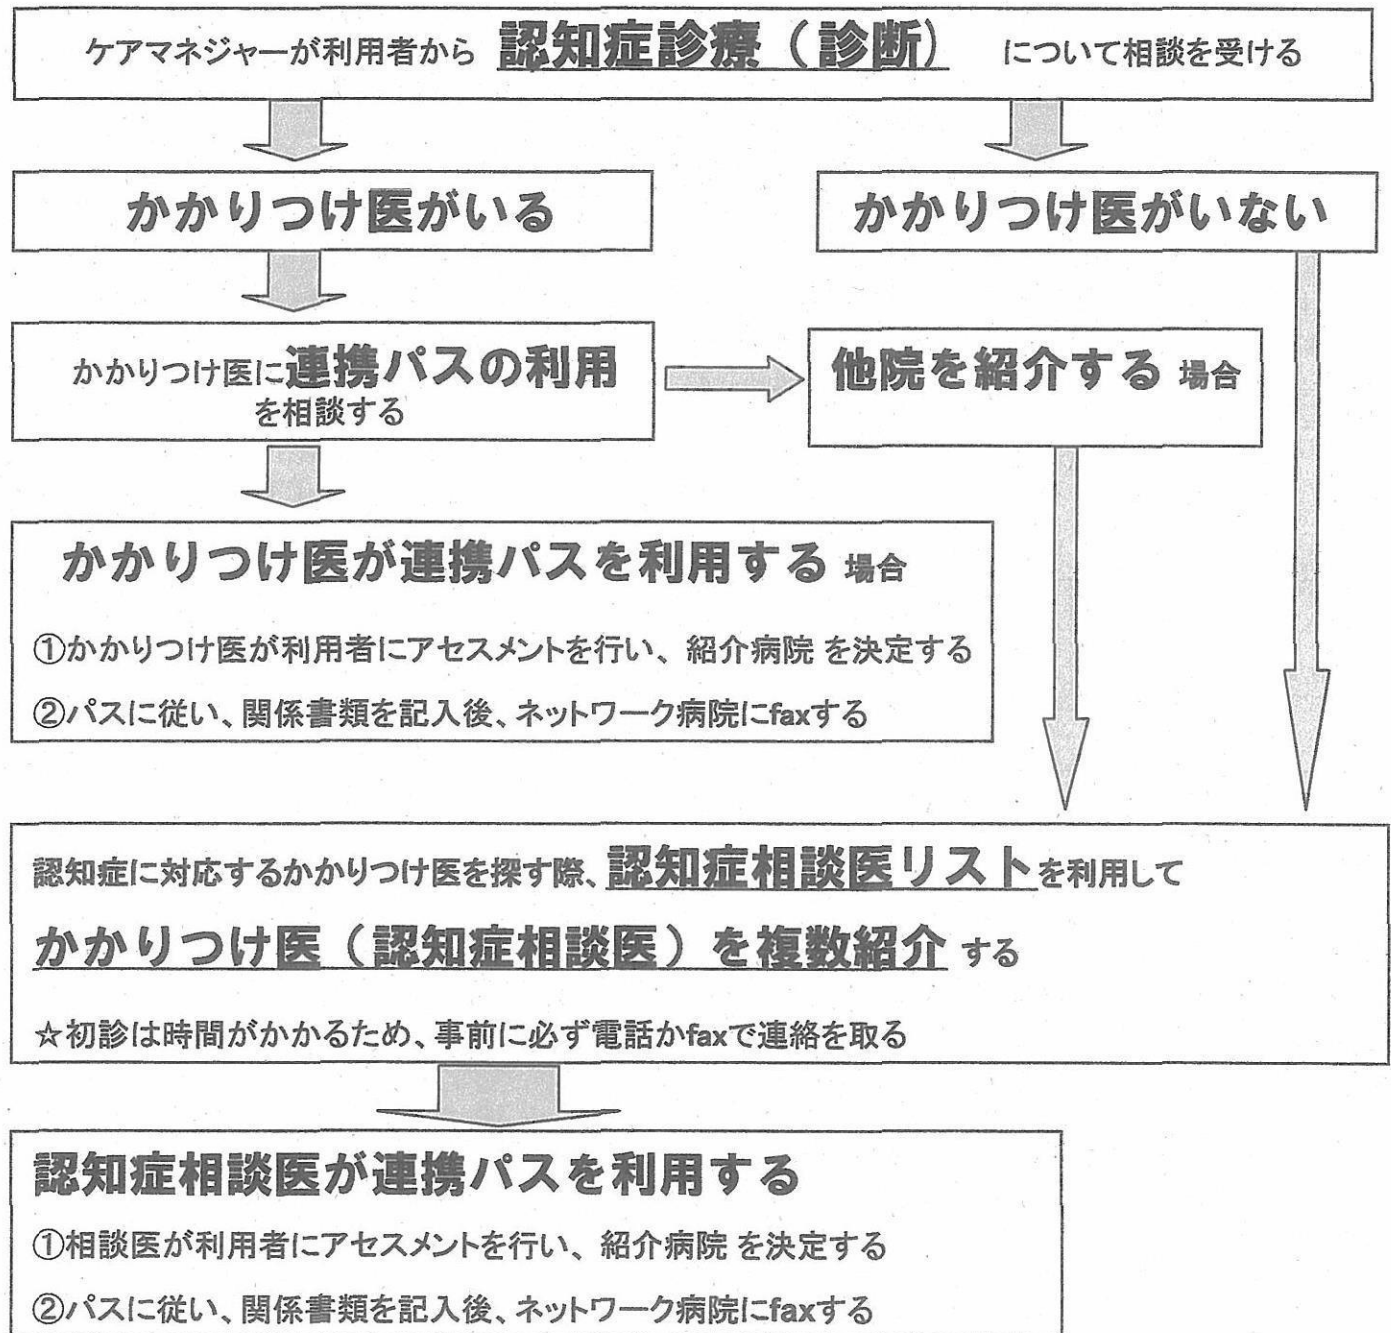 ケアマネジャーが利用者から 認知症診療（診断） について相談を受ける
かかりつけ医がいる
かかりつけ医がいない
かかりつけ医に連携パスの利用
を相談する
他院を紹介する 場合
かかりつけ医が連携パスを利用する 場合
①かかりつけ医が利用者にアセスメントを行い、紹介病院 を決定する
②パスに従い、関係書類を記入後、ネットワーク病院にfaxする
認知症に対応するかかりつけ医を探す際、認知症相談医リストを利用して
かかりつけ医（認知症相談医）を複数紹介 する
☆初診は時間がかかるため、事前に必ず電話かfaxで連絡を取る
認知症相談医が連携パスを利用する
①相談医が利用者にアセスメントを行い、紹介病院 を決定する
②パスに従い、関係書類を記入後、ネットワーク病院にfaxする